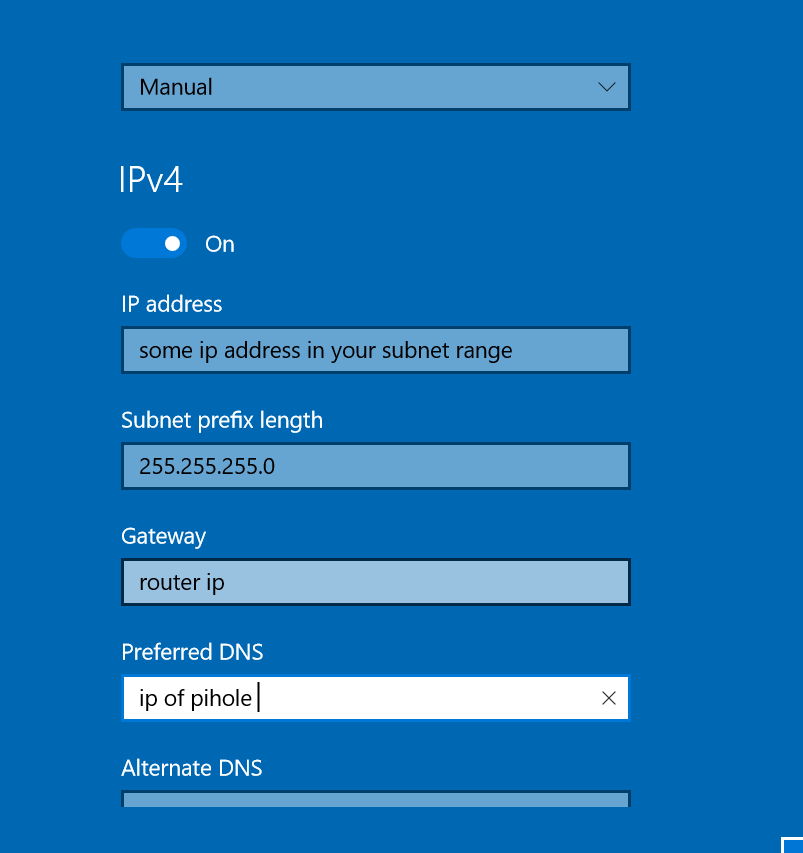 Manual
IPv4
On
IP address
some ip address in your subnet range
Subnet prefix length
255.255.255.0
Gateway
router ip
Preferred DNS
ip of pihole
Alternate DNS